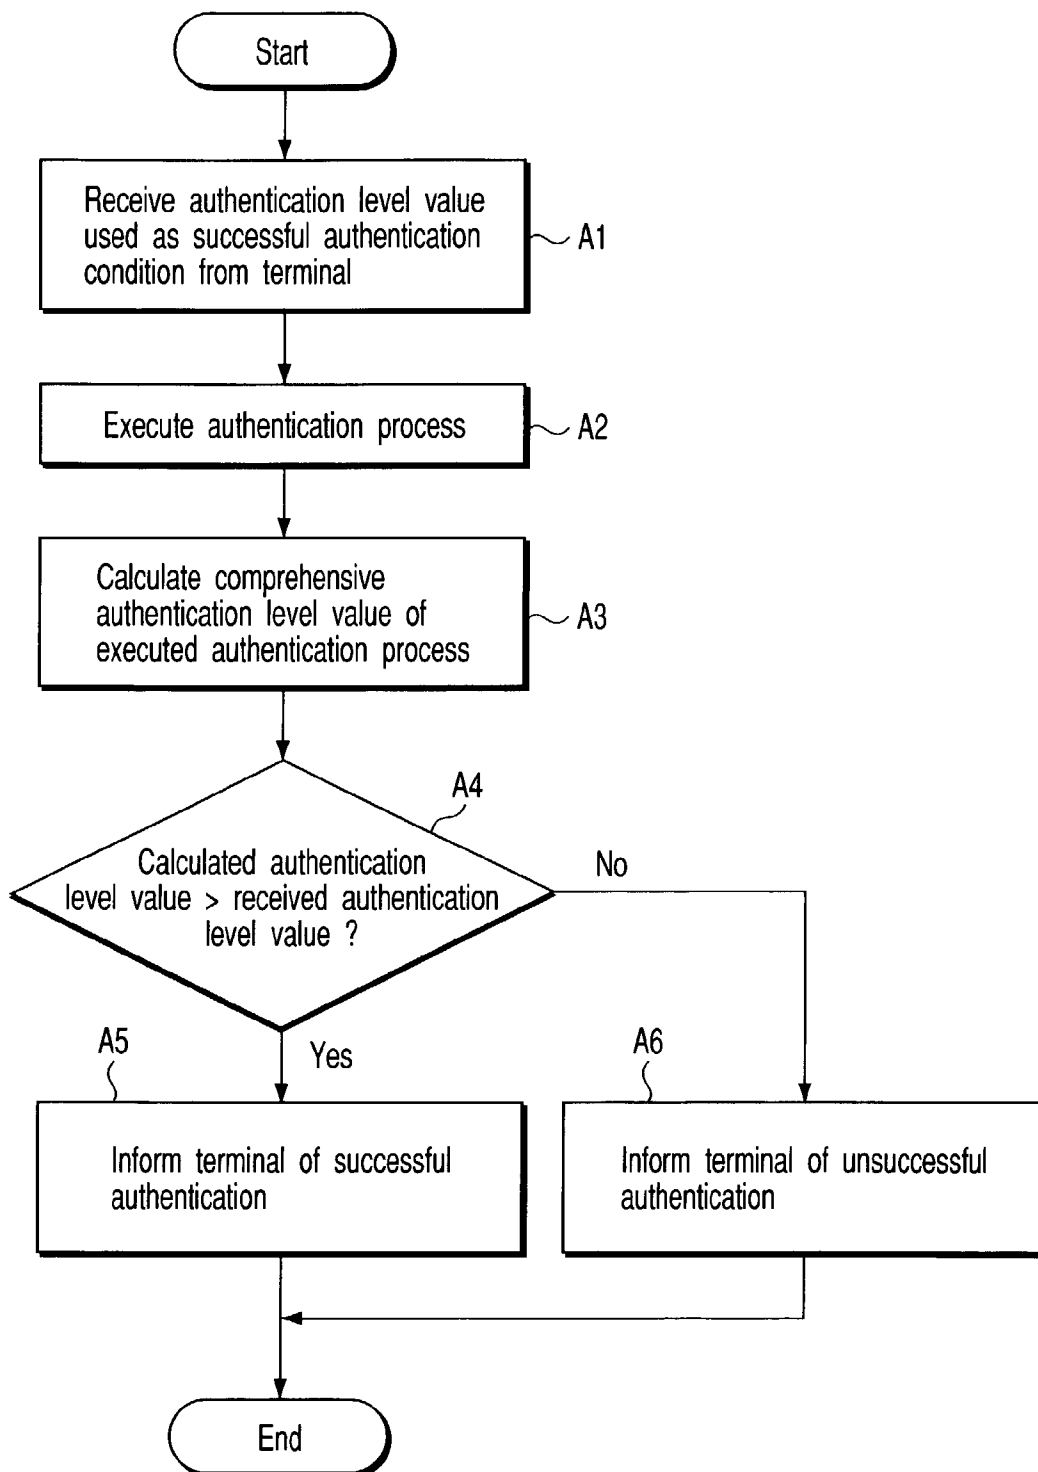 Start
Receive authentication level value
used as successful authentication
condition from terminal
A1
Execute authentication process
A2
Calculate comprehensive
authentication level value of
executed authentication process
A3
A4
Calculated authentication
level value > received authentication
level value ?
No
Yes
A5
Inform terminal of successful
authentication
A6
Inform terminal of unsuccessful
authentication
End